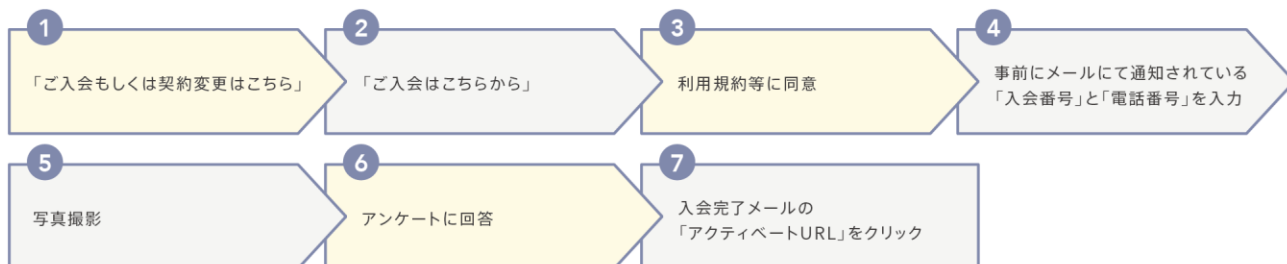 1
「ご入会もしくは契約変更はこちら」
2
「ご入会はこちらから」
3
利用規約等に同意
4
事前にメールにて通知されている
「入会番号」と「電話番号」を入力
5
写真撮影
6
アンケートに回答
7
入会完了メールの
「アクティベートURL」をクリック